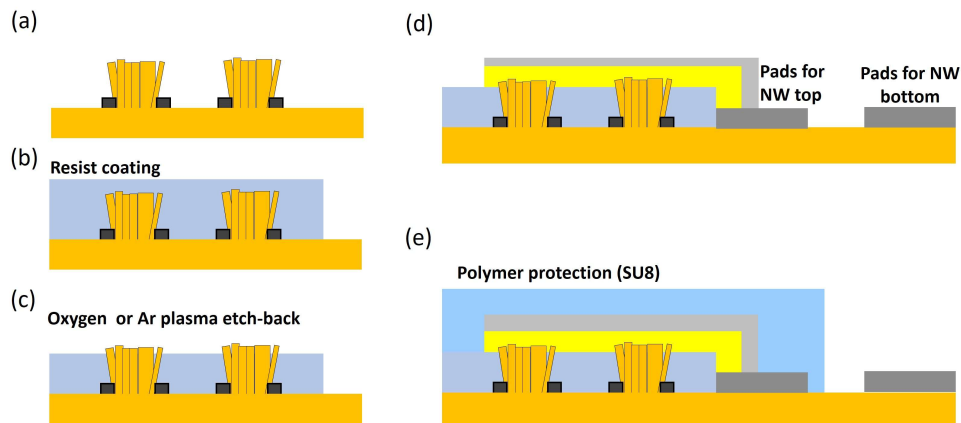 (a)
(b)
Resist coating
(c)
Oxygen or Ar plasma etch-back
(d)
Pads for
NW top
Pads for NW
bottom
(e)
Polymer protection (SU8)